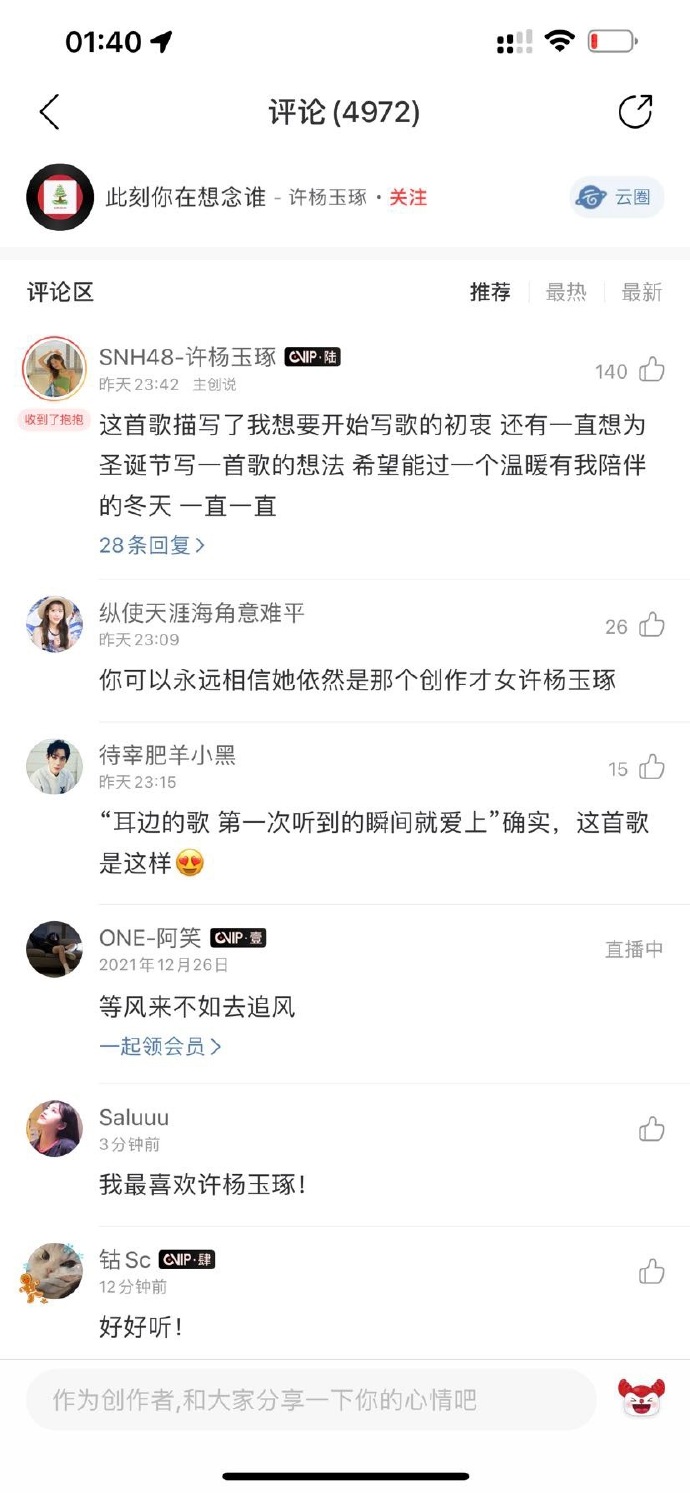 01:40
评论(4972)
此刻你在想念谁 - 许杨玉琢 · 关注
云圈
评论区
推荐
最热
最新
SNH48-许杨玉琢 VIP·陆
昨天23:42 主创说
140
收到了抱抱
这首歌描写了我想要开始写歌的初衷 还有一直想为
圣诞节写一首歌的想法 希望能过一个温暖有我陪伴
的冬天 一直一直
28条回复>
纵使天涯海角意难平
昨天23:09
26
你可以永远相信她依然是那个创作才女许杨玉琢
待宰肥羊小黑
昨天23:15
15
“耳边的歌 第一次听到的瞬间就爱上”确实，这首歌
是这样😍
ONE-阿笑 VIP·壹
2021年12月26日
直播中
等风来不如去追风
一起领会员>
Saluuu
3分钟前
我最喜欢许杨玉琢！
钴Sc VIP·肆
12分钟前
好好听！
作为创作者,和大家分享一下你的心情吧